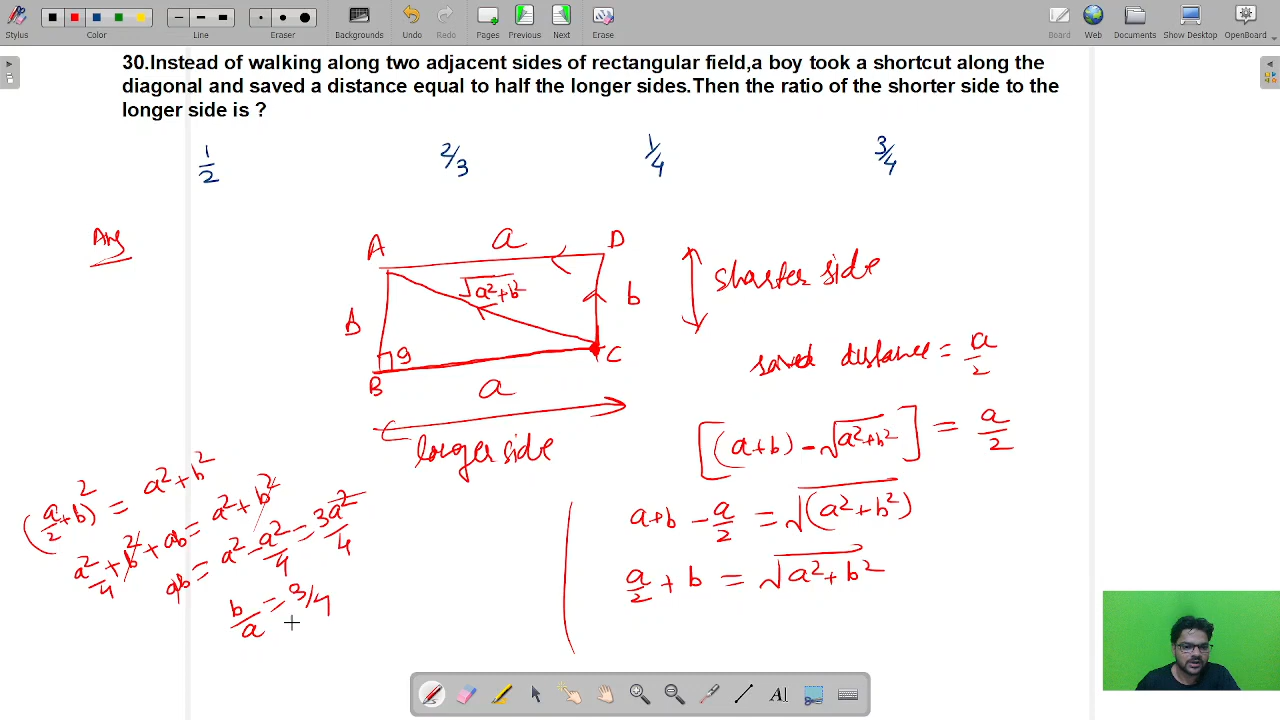 Stylus Color Line Eraser Backgrounds Undo Redo Pages Previous Next Erase Board Web Documents Show Desktop OpenBoard
30.Instead of walking along two adjacent sides of rectangular field,a boy took a shortcut along the
diagonal and saved a distance equal to half the longer sides.Then the ratio of the shorter side to the
longer side is ?
1/2 2/3 1/4 3/4
Ans
A a D
√a²+b² b
shorter side
b
9
B C
a
longer side
saved distance = a/2
[(a+b) - √a²+b²] = a/2
a+b - a/2 = √(a²+b²)
a/2 + b = √a²+b²
(a/2+b)² = a²+b²
a²/4 + b² + ab = a² + b²
ab = a² - a²/4 = 3a²/4
b/a = 3/4
AI